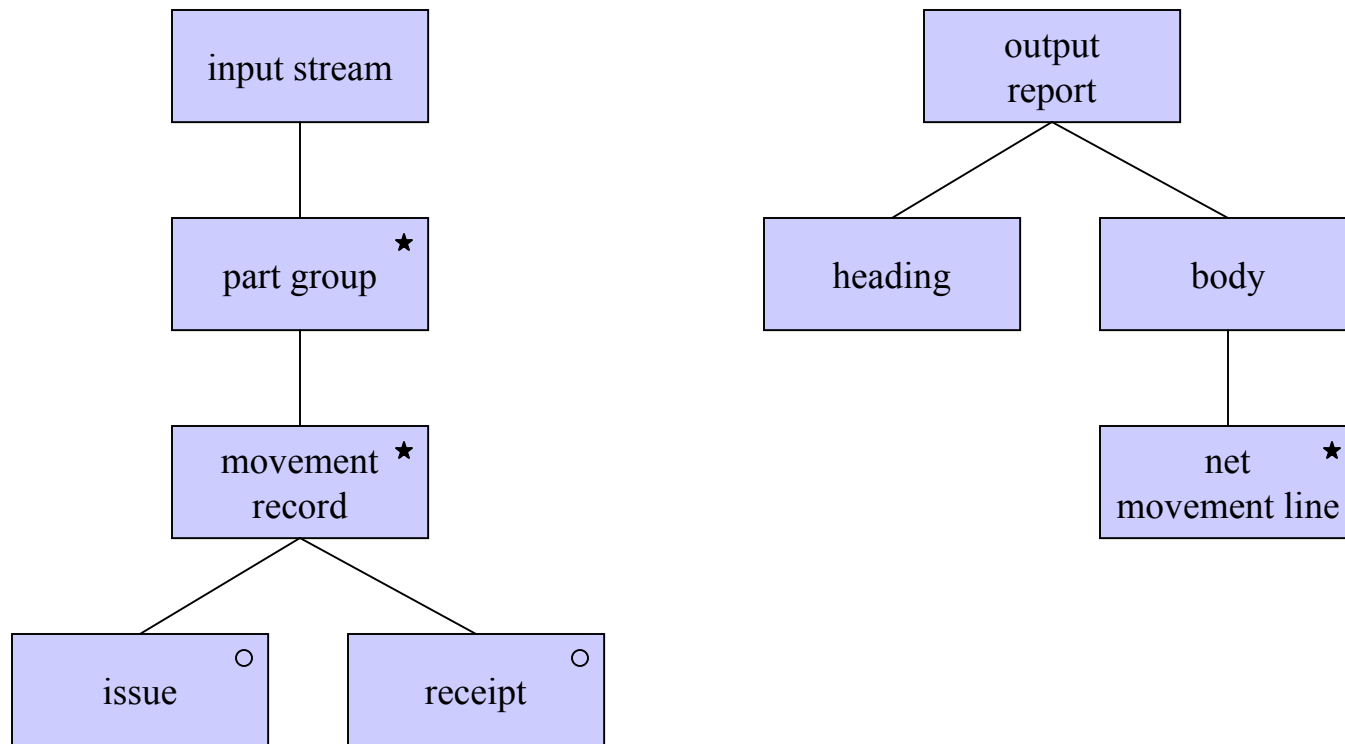 input stream
part group
movement
record
issue
receipt
output
report
heading
body
net
movement line